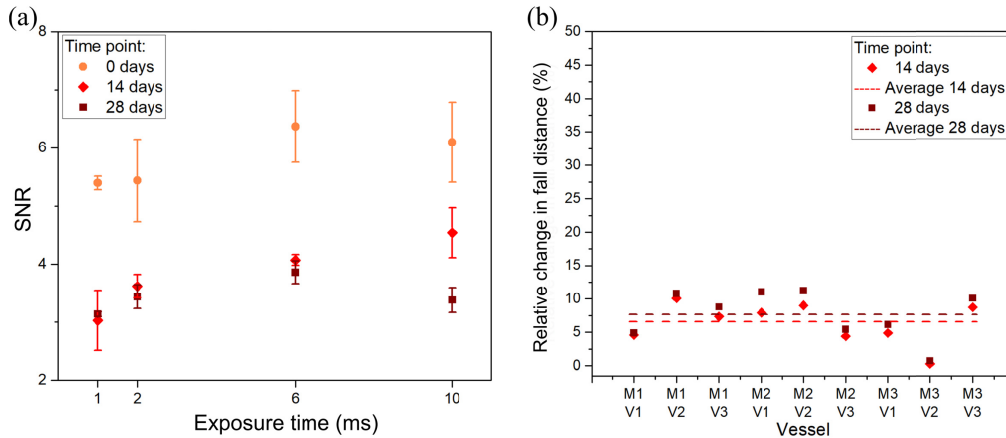 (a)
8
6
4
2
SNR
Time point:
0 days
14 days
28 days
1 2 6 10
Exposure time (ms)
(b)
50
45
40
35
30
25
20
15
10
5
0
Relative change in fall distance (%)
Time point:
14 days
Average 14 days
28 days
Average 28 days
M1 M1 M1 M2 M2 M2 M3 M3 M3
V1 V2 V3 V1 V2 V3 V1 V2 V3
Vessel